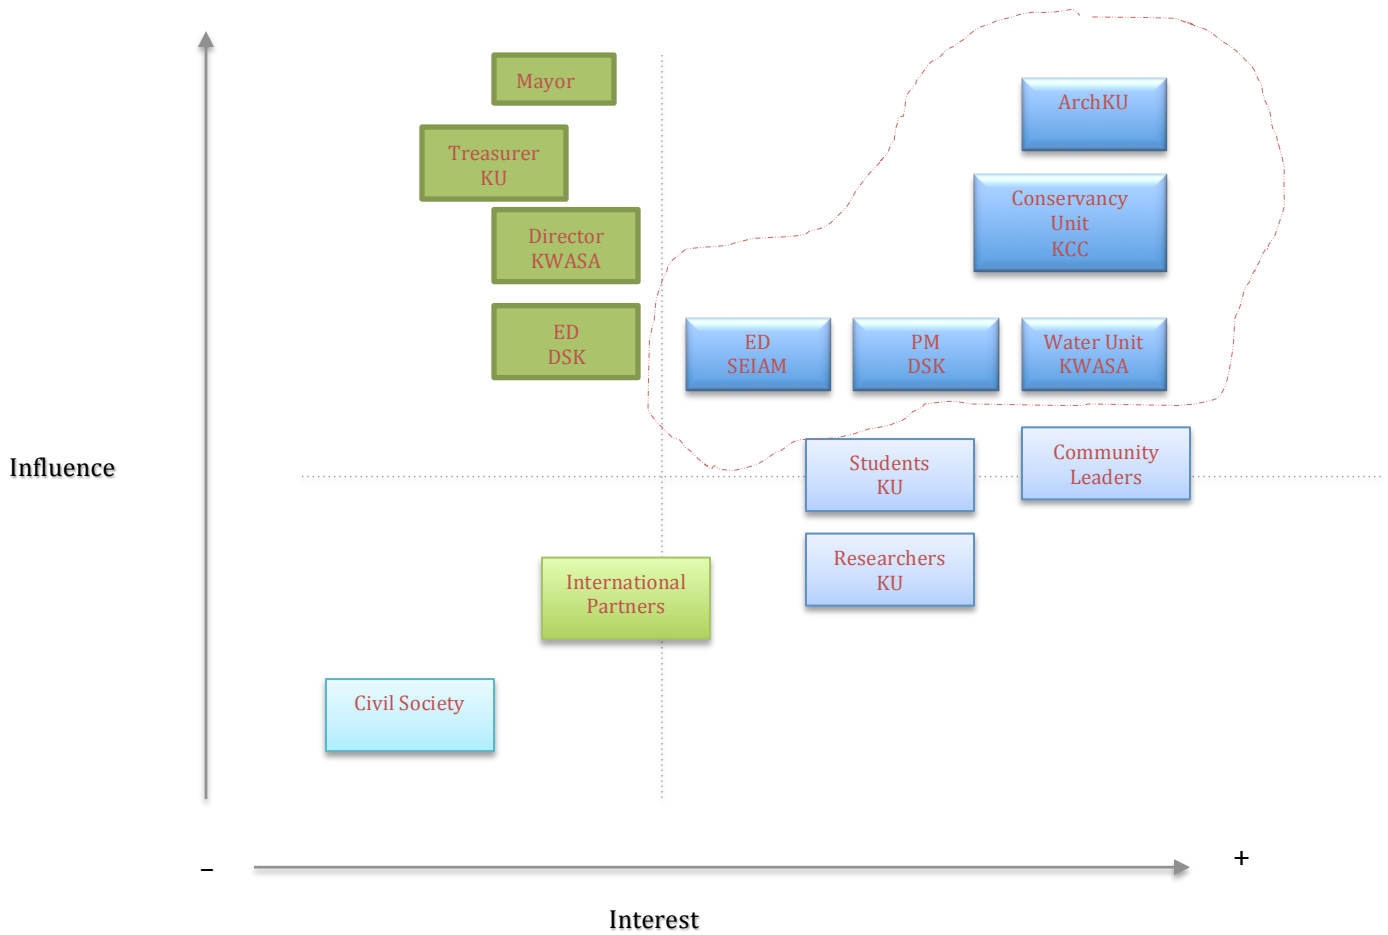 Mayor
ArchKU
Treasurer
KU
Conservancy
Unit
KCC
Director
KWASA
ED
DSK
ED
SEIAM
PM
DSK
Water Unit
KWASA
Influence
Students
KU
Community
Leaders
Researchers
KU
International
Partners
Civil Society
–
+
Interest